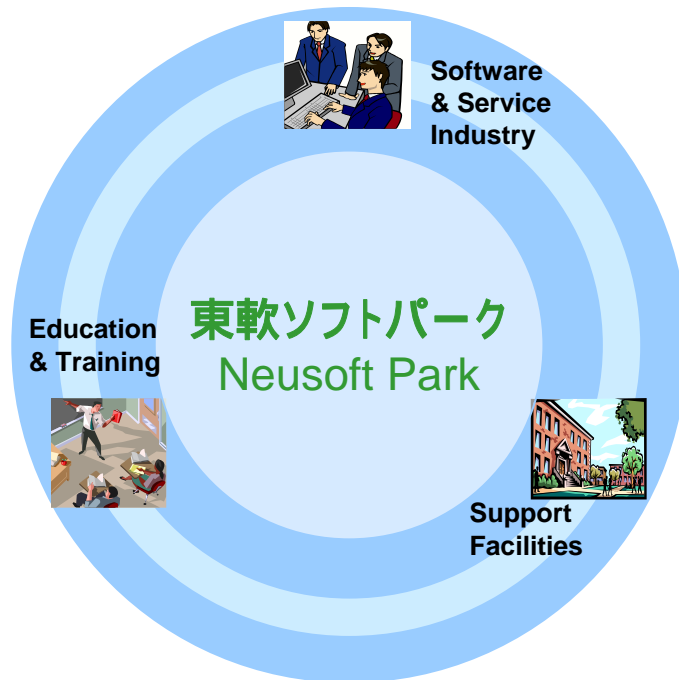 Software
& Service
Industry
東軟ソフトパーク
Neusoft Park
Education
& Training
Support
Facilities